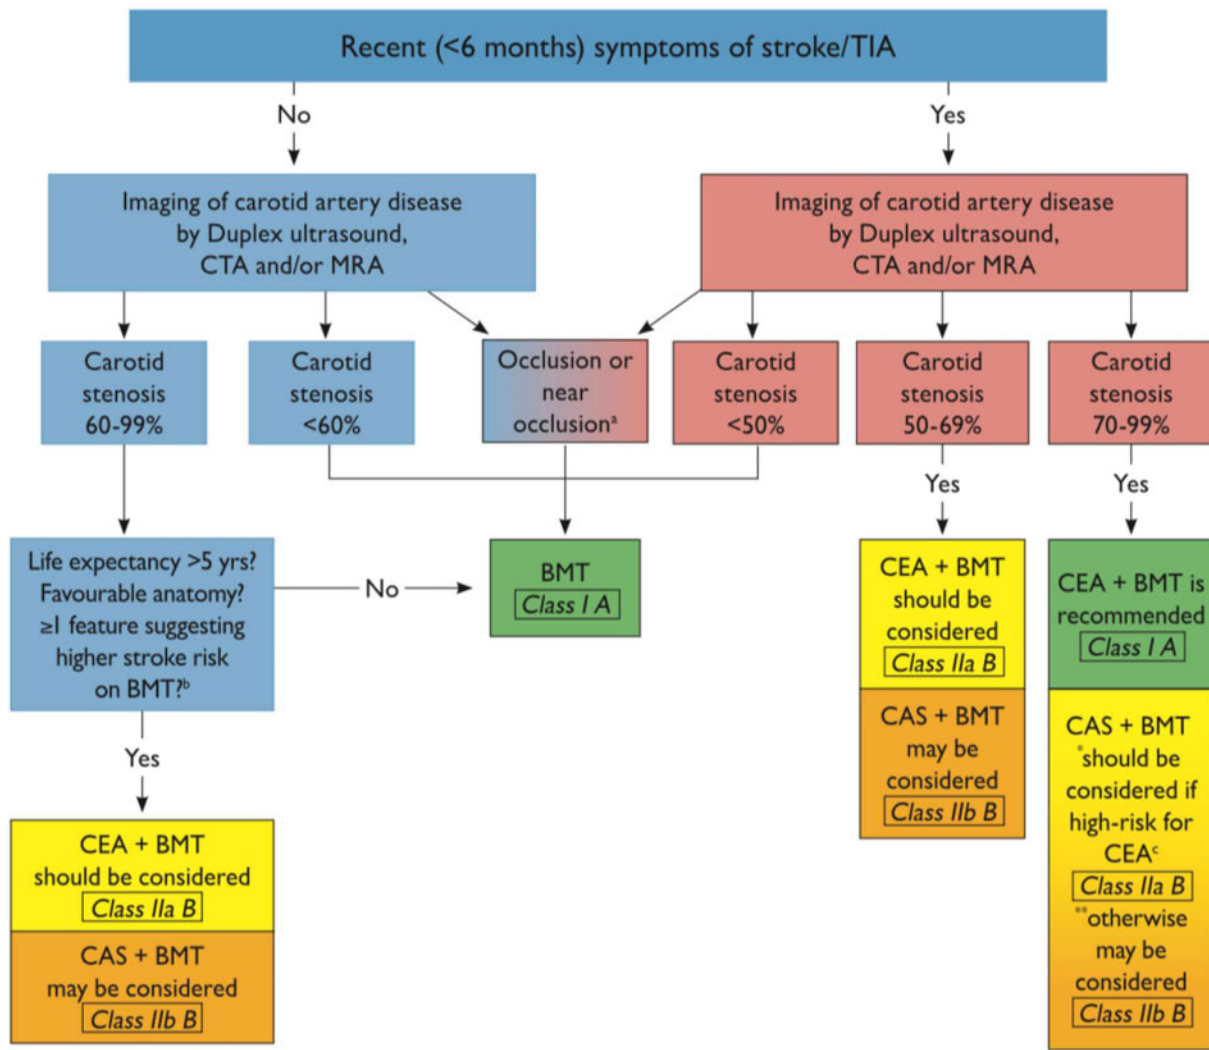 Recent (<6 months) symptoms of stroke/TIA
No
Yes
Imaging of carotid artery disease
by Duplex ultrasound,
CTA and/or MRA
Imaging of carotid artery disease
by Duplex ultrasound,
CTA and/or MRA
Carotid
stenosis
60-99%
Carotid
stenosis
<60%
Occlusion or
near
occlusionᵃ
Carotid
stenosis
<50%
Carotid
stenosis
50-69%
Carotid
stenosis
70-99%
Yes
Yes
Life expectancy >5 yrs?
Favourable anatomy?
≥1 feature suggesting
higher stroke risk
on BMT?ᵇ
No
BMT
Class I A
CEA + BMT
should be
considered
Class IIa B
CAS + BMT
may be
considered
Class IIb B
CEA + BMT is
recommended
Class I A
CAS + BMT
*should be
considered if
high-risk for
CEAᶜ
Class IIa B
**otherwise
may be
considered
Class IIb B
Yes
CEA + BMT
should be considered
Class IIa B
CAS + BMT
may be considered
Class IIb B